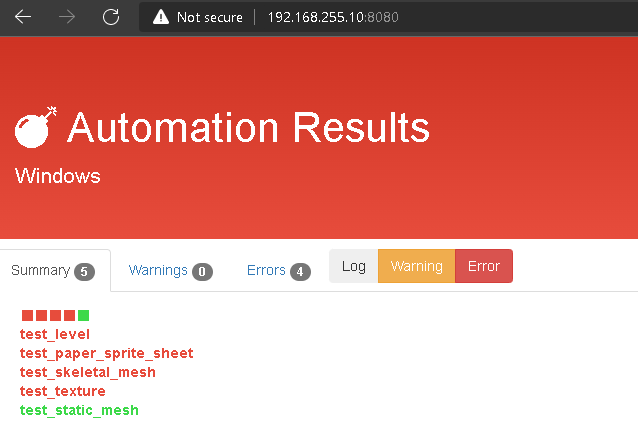 Not secure 192.168.255.10:8080
Automation Results
Windows
Summary 5 Warnings 0 Errors 4 Log Warning Error
test_level
test_paper_sprite_sheet
test_skeletal_mesh
test_texture
test_static_mesh